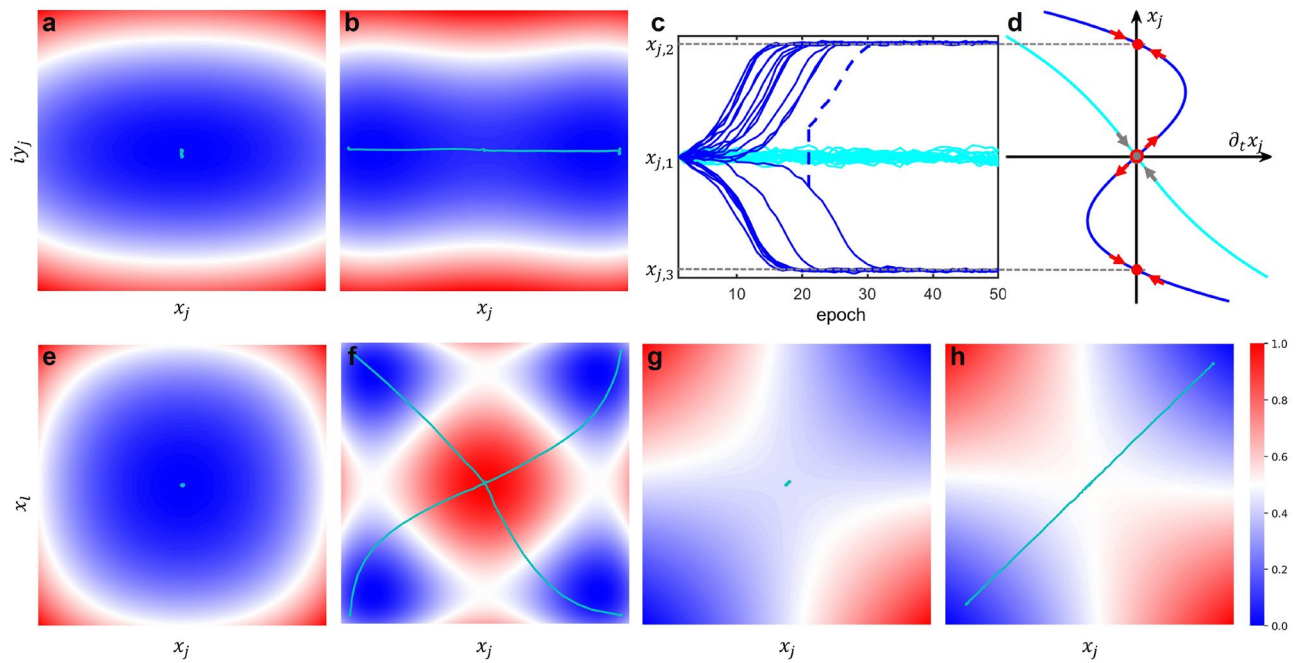 a
b
c
d
iy_j
x_j
x_j
x_{j,2}
x_{j,1}
x_{j,3}
10
20
30
40
50
epoch
x_j
∂_t x_j
e
f
g
h
x_l
x_j
x_j
x_j
x_j
1.0
0.8
0.6
0.4
0.2
0.0